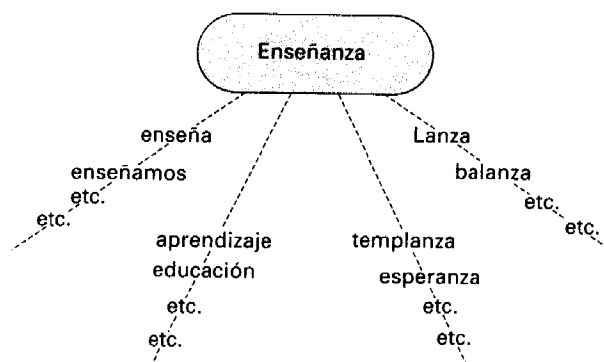 Enseñanza
enseña
enseñamos
etc.
etc.
aprendizaje
educación
etc.
etc.
templanza
esperanza
etc.
etc.
Lanza
balanza
etc.
etc.